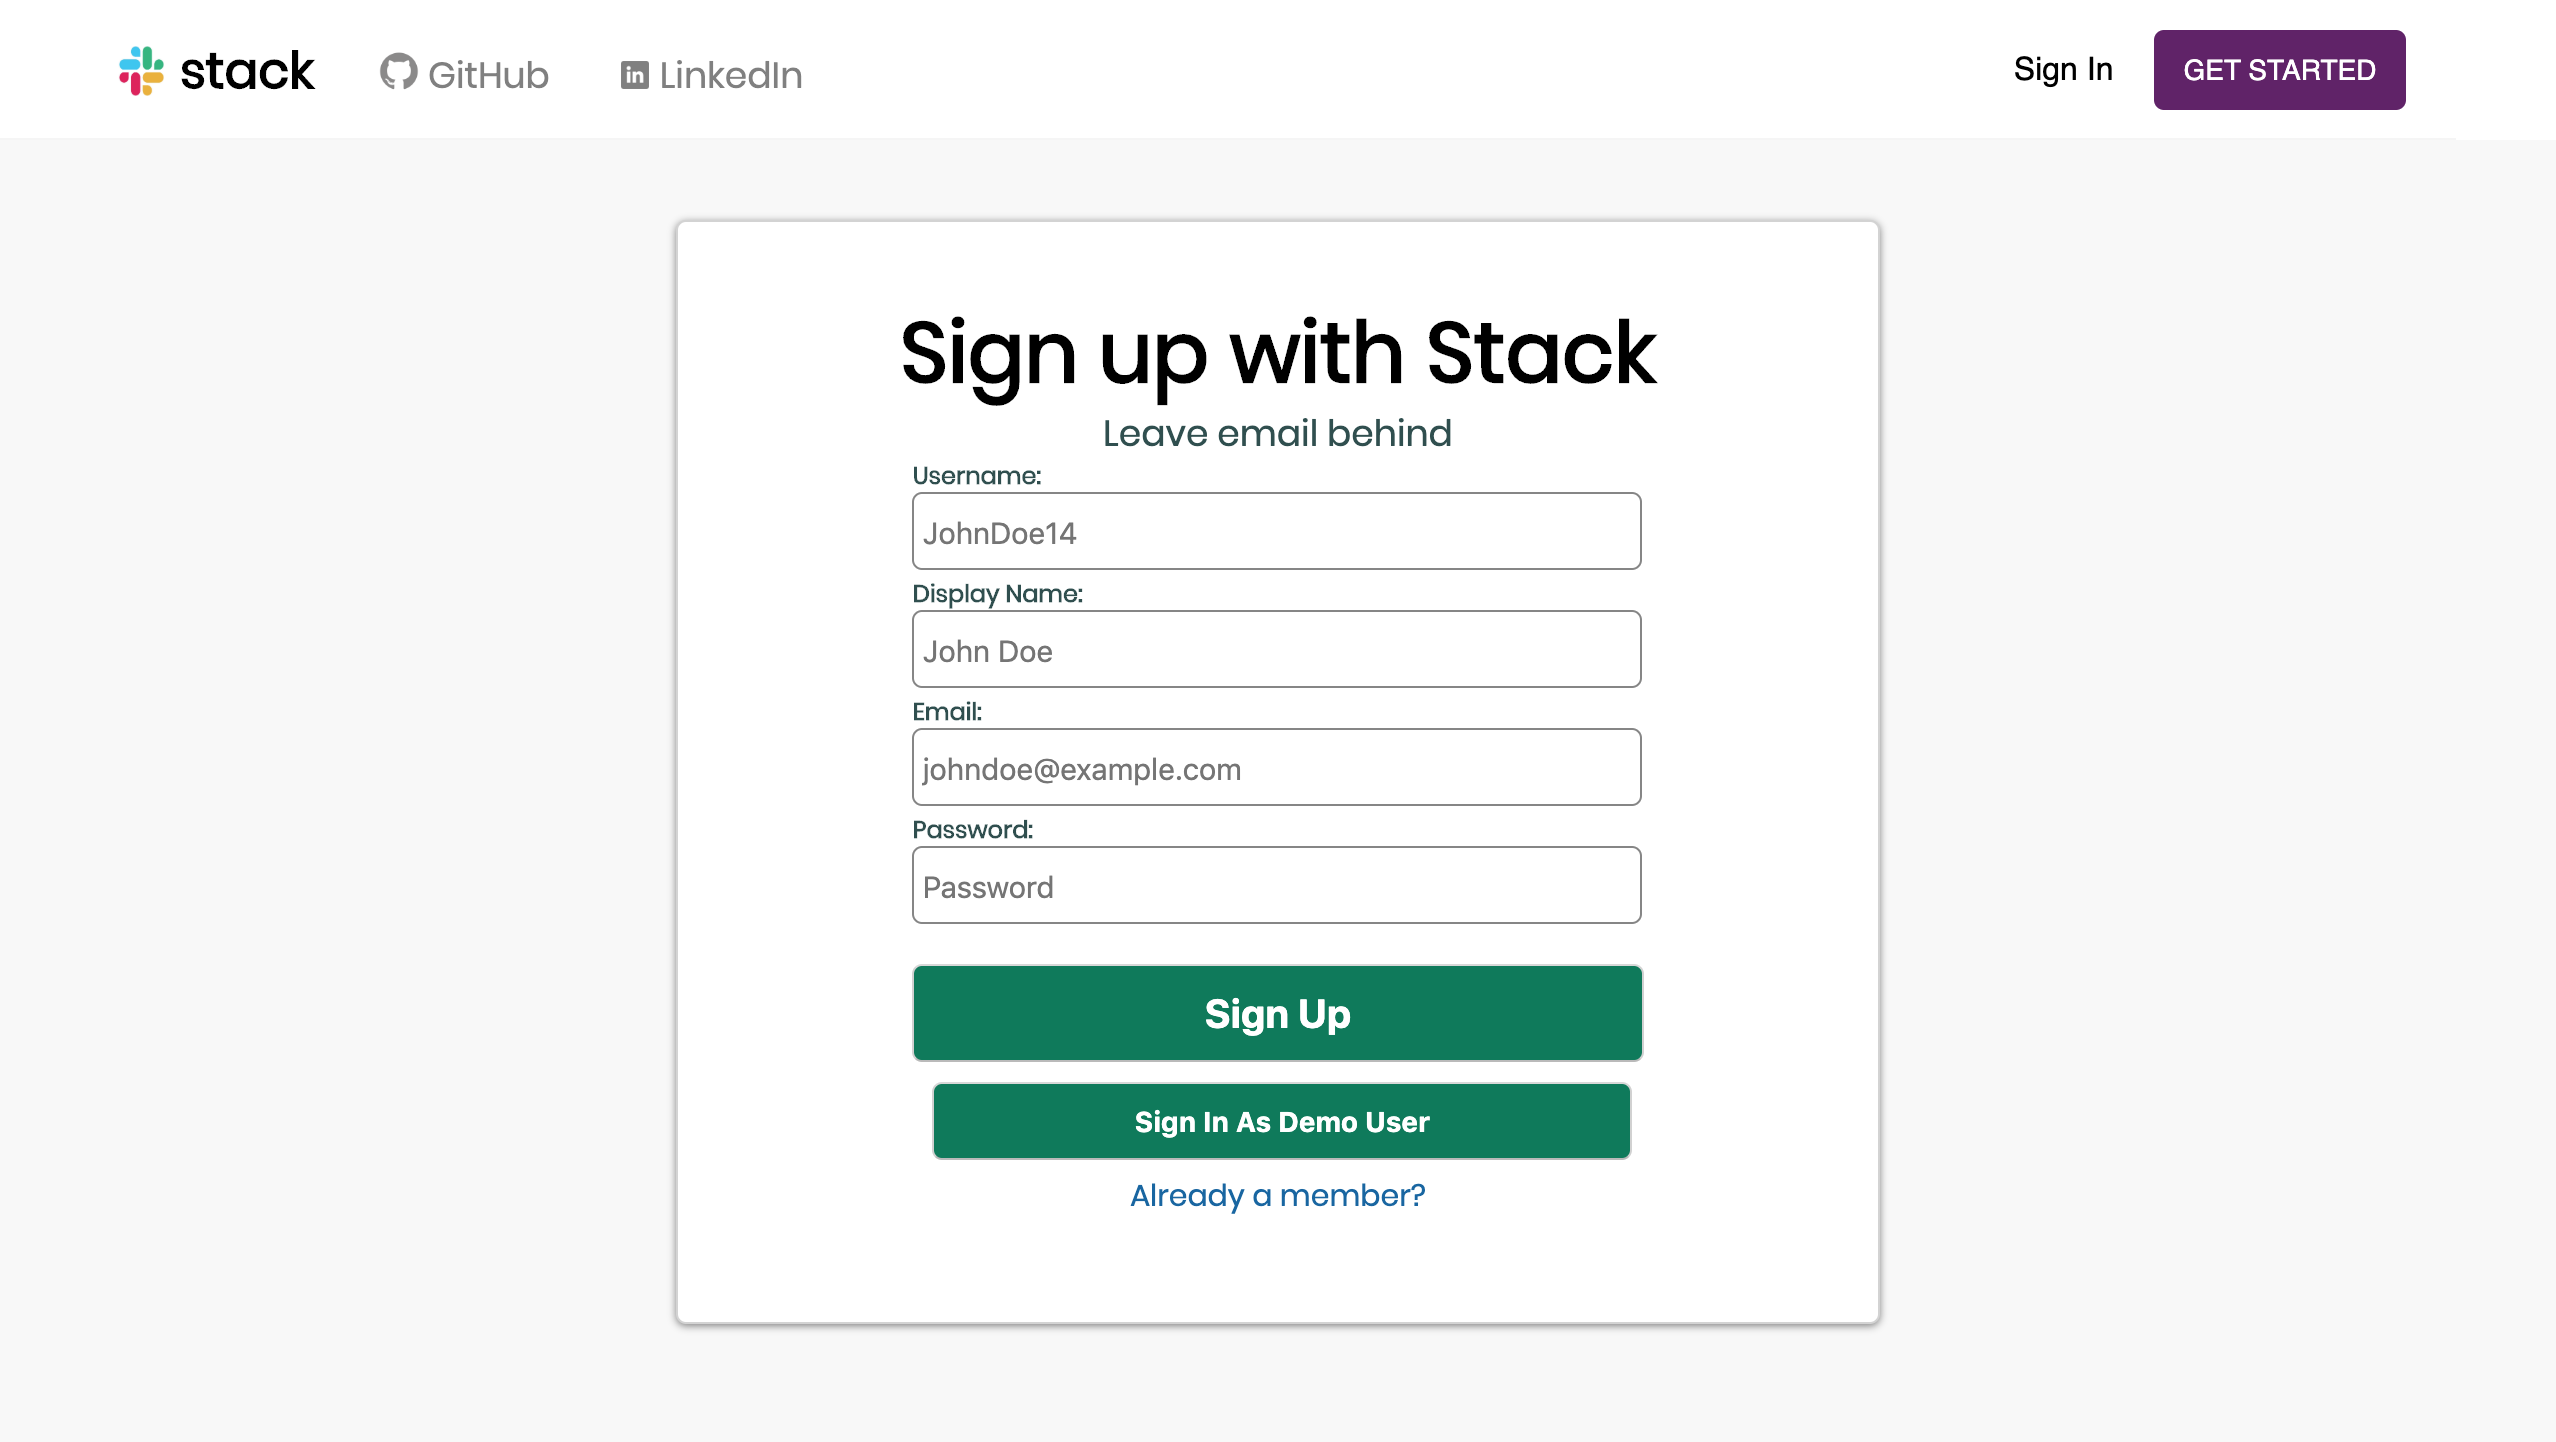 stack GitHub LinkedIn Sign In GET STARTED
Sign up with Stack
Leave email behind
Username:
JohnDoe14
Display Name:
John Doe
Email:
johndoe@example.com
Password:
Password
Sign Up
Sign In As Demo User
Already a member?